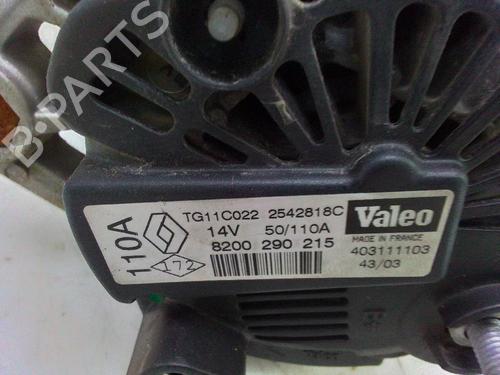 B-PARTS
110A
TG11C022 2542818C
14V 50/110A
8200 290 215
172
Valeo
MADE IN FRANCE
403111103
43/03